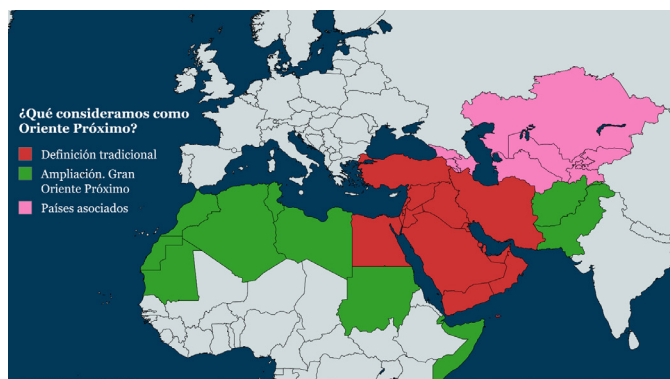 ¿Qué consideramos como
Oriente Próximo?
Definición tradicional
Ampliación. Gran
Oriente Próximo
Países asociados